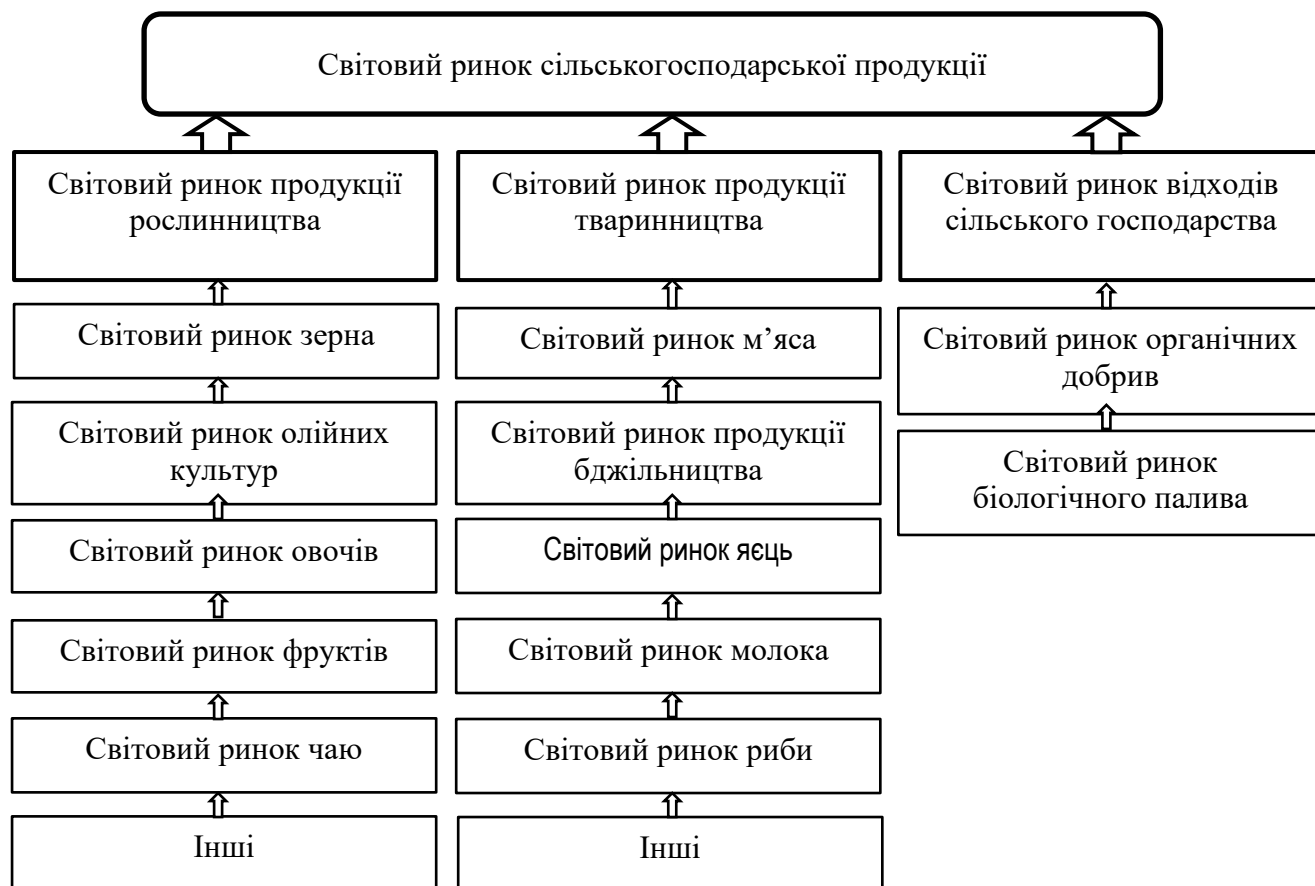 Світовий ринок сільськогосподарської продукції
Світовий ринок продукції
рослинництва
Світовий ринок зерна
Світовий ринок олійних
культур
Світовий ринок овочів
Світовий ринок фруктів
Світовий ринок чаю
Інші
Світовий ринок продукції
тваринництва
Світовий ринок м’яса
Світовий ринок продукції
бджільництва
Світовий ринок яєць
Світовий ринок молока
Світовий ринок риби
Інші
Світовий ринок відходів
сільського господарства
Світовий ринок органічних
добрив
Світовий ринок
біологічного палива